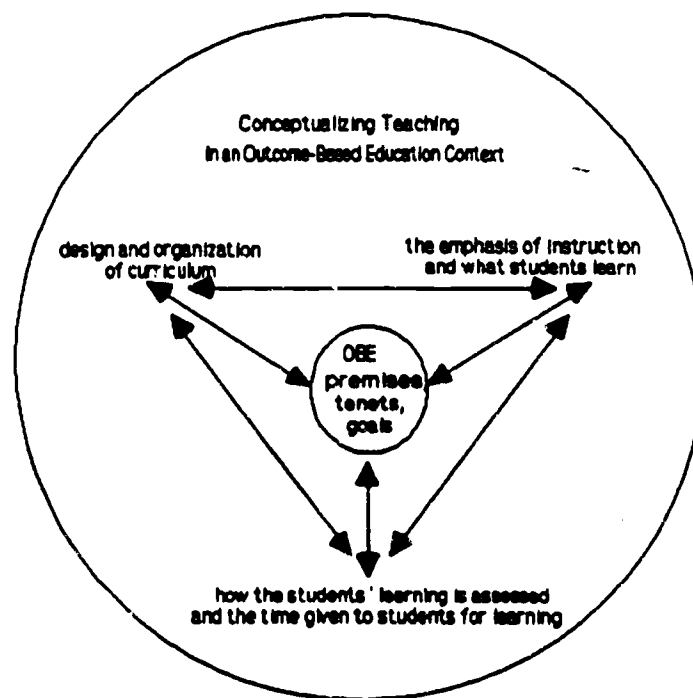 Conceptualizing Teaching
in an Outcome-Based Education Context
design and organization
of curriculum
the emphasis of instruction
and what students learn
OBE
premises,
tenets,
goals
how the students' learning is assessed
and the time given to students for learning